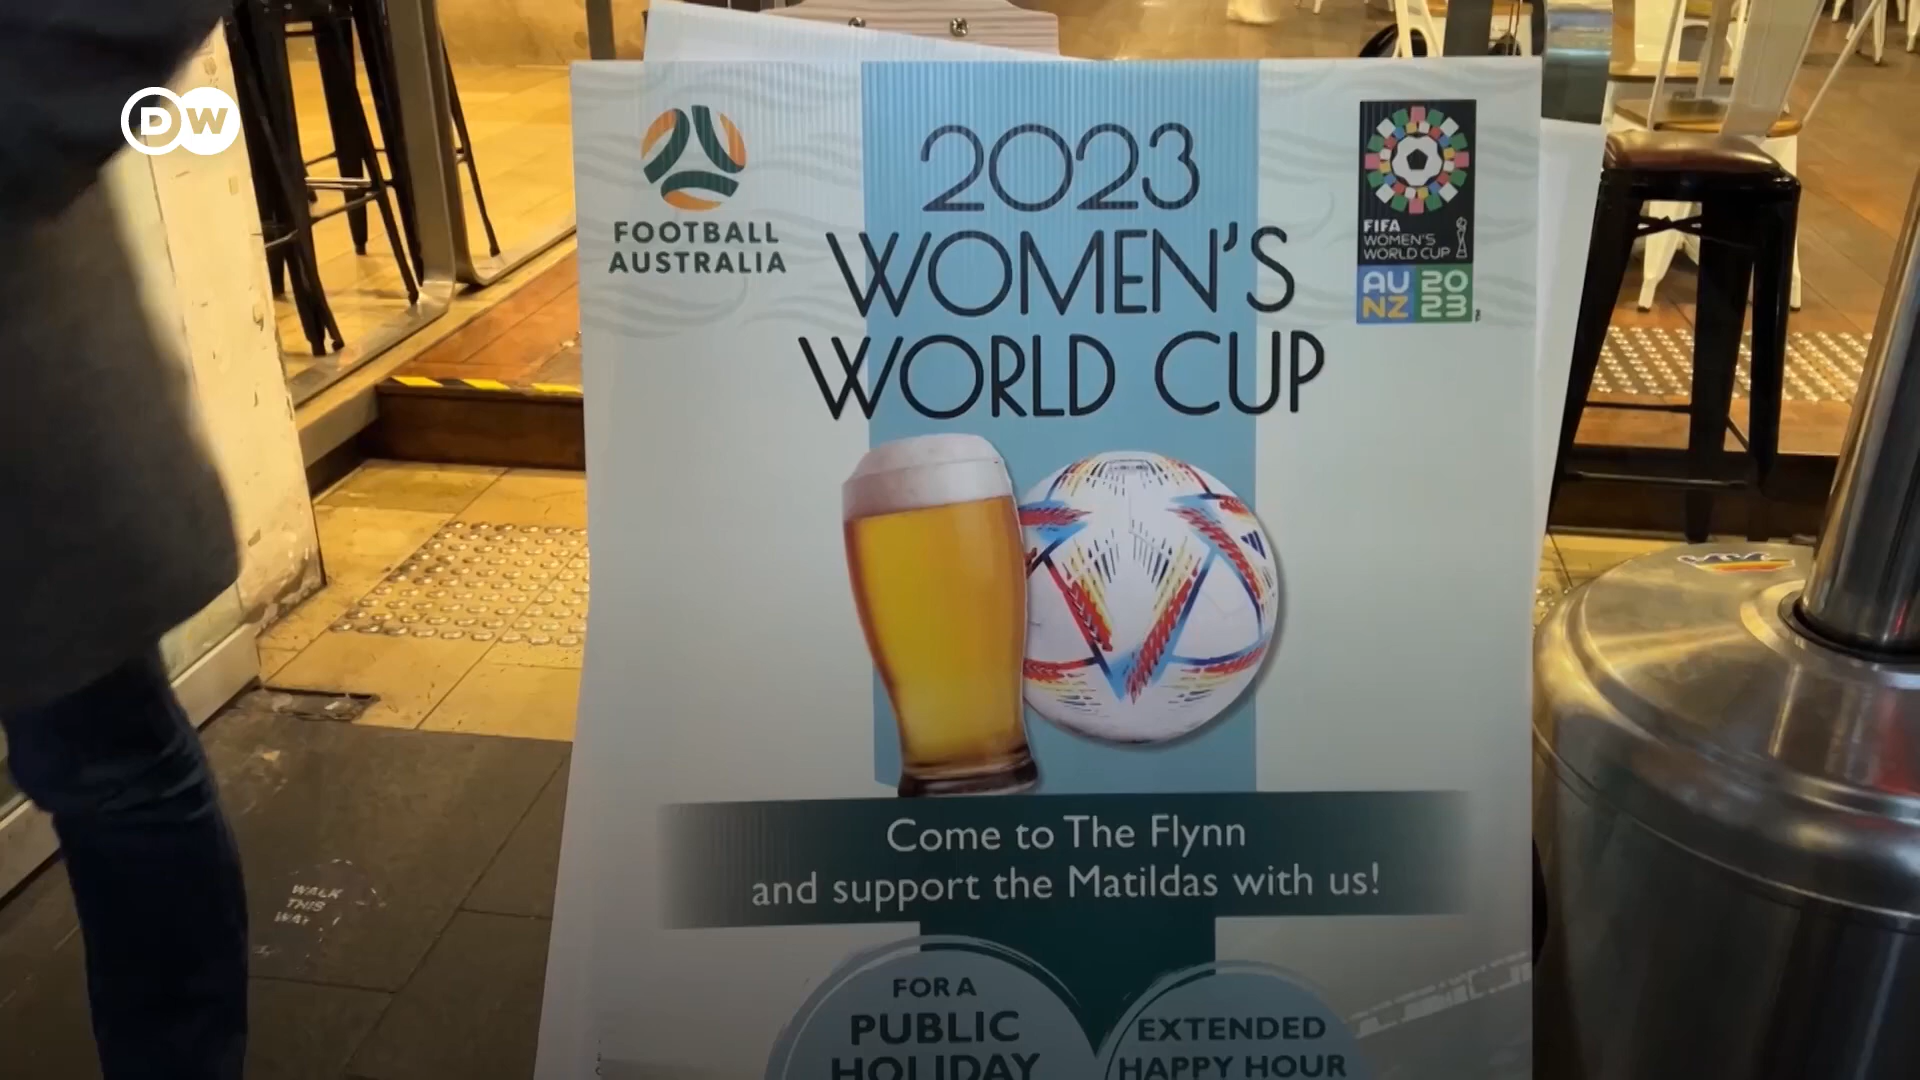 DW
FOOTBALL
AUSTRALIA
2023
WOMEN'S
WORLD CUP
FIFA
WOMEN'S
WORLD CUP
AU 20
NZ 23
Come to The Flynn
and support the Matildas with us!
FOR A
PUBLIC
HOLIDAY
EXTENDED
HAPPY HOUR
WALK
THIS
WAY